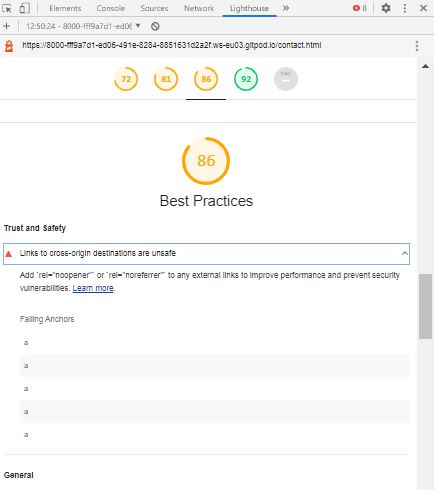 Elements Console Sources Network Lighthouse » 8
+ 12:50:24 - 8000-fff9a7d1-ed06
https://8000-fff9a7d1-ed06-491e-8284-8851631d2a2f.ws-eu03.gitpod.io/contact.html
72 81 86 92
86
Best Practices
Trust and Safety
Links to cross-origin destinations are unsafe
Add `rel="noopener"` or `rel="noreferrer"` to any external links to improve performance and prevent security
vulnerabilities. Learn more.
Failing Anchors
a
a
a
a
a
General